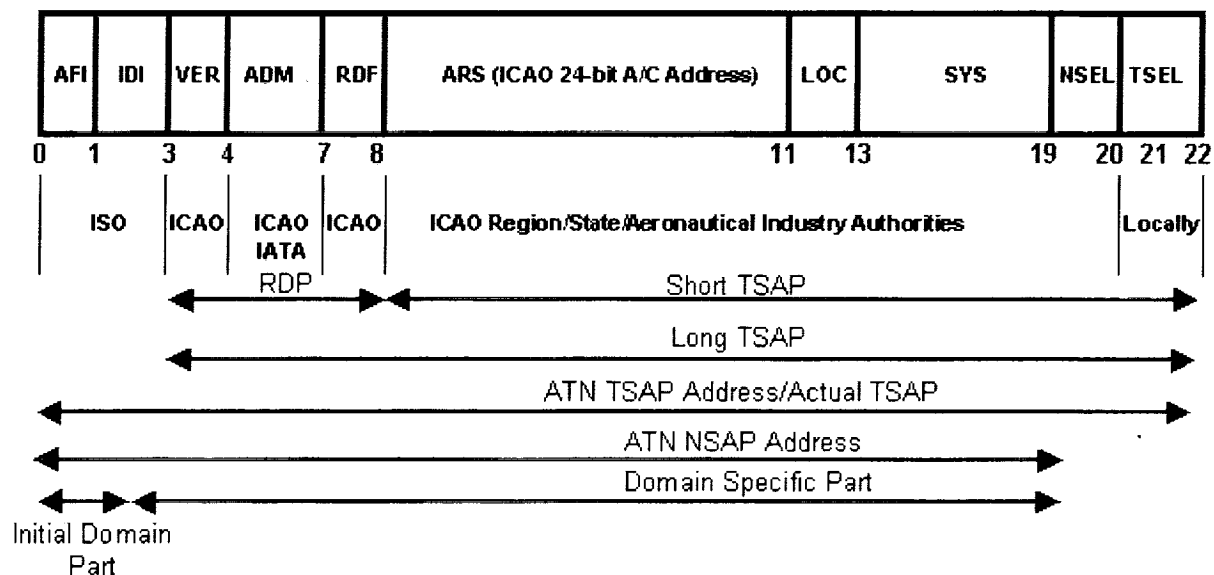 AFI IDI VER ADM RDF ARS (ICAO 24-bit A/C Address) LOC SYS NSEL TSEL
0 1 3 4 7 8 11 13 19 20 21 22
ISO ICAO ICAO ICAO ICAO Region/State/Aeronautical Industry Authorities Locally
IATA
RDP Short TSAP
Long TSAP
ATN TSAP Address/Actual TSAP
ATN NSAP Address
Domain Specific Part
Initial Domain
Part